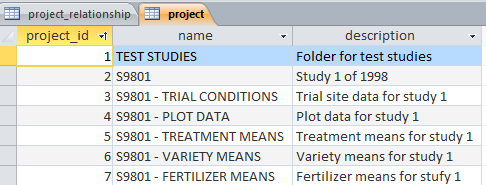 project_relationship project
project_id name description
1 TEST STUDIES Folder for test studies
2 S9801 Study 1 of 1998
3 S9801 - TRIAL CONDITIONS Trial site data for study 1
4 S9801 - PLOT DATA Plot data for study 1
5 S9801 - TREATMENT MEANS Treatment means for study 1
6 S9801 - VARIETY MEANS Variety means for study 1
7 S9801 - FERTILIZER MEANS Fertilizer means for stufy 1